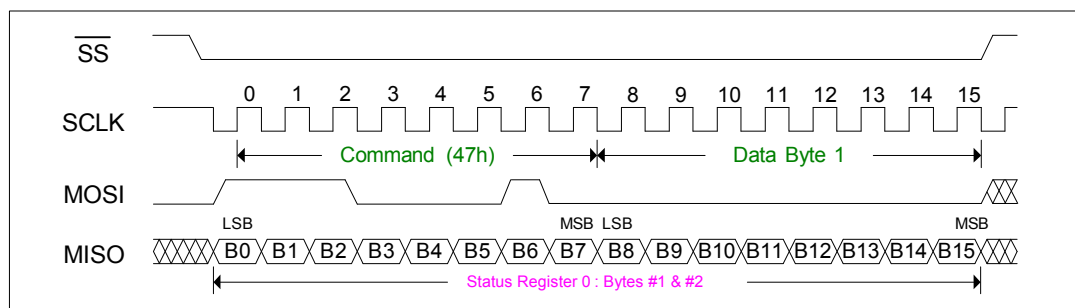 SS
0 1 2 3 4 5 6 7 8 9 10 11 12 13 14 15
SCLK
Command (47h) Data Byte 1
MOSI
LSB MSB LSB MSB
MISO B0 B1 B2 B3 B4 B5 B6 B7 B8 B9 B10 B11 B12 B13 B14 B15
Status Register 0 : Bytes #1 & #2